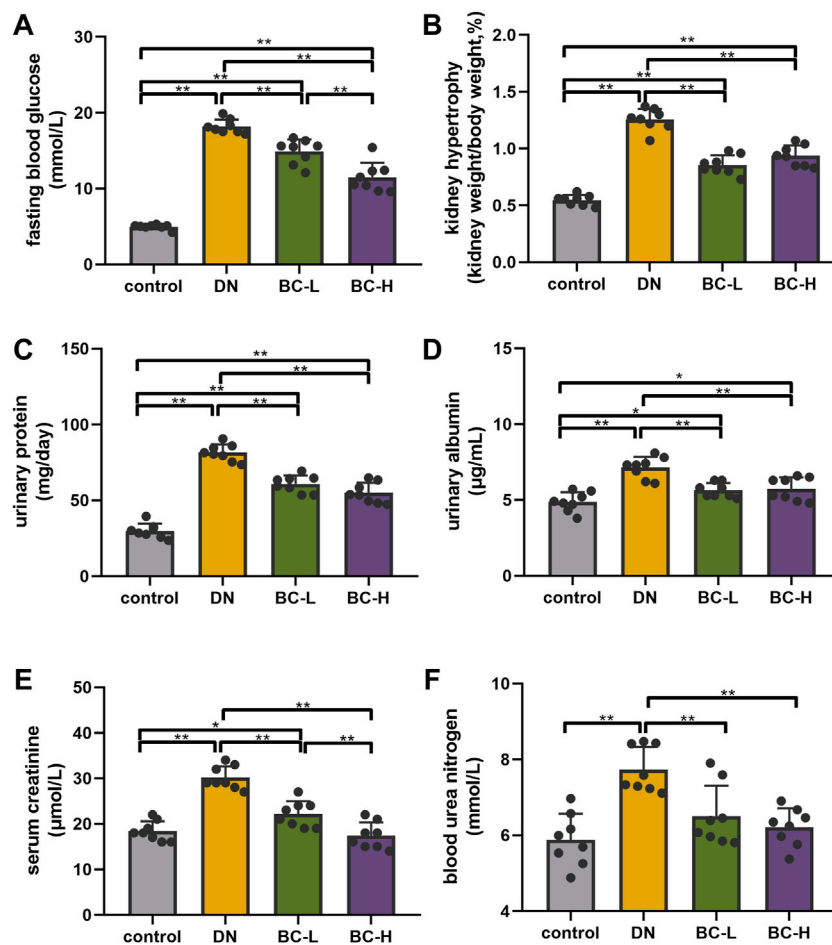 A
fasting blood glucose
(mmol/L)
30
20
10
0
** ** ** ** ** **
control DN BC-L BC-H
B
kidney hypertrophy
(kidney weight/body weight,%)
2.0
1.5
1.0
0.5
0.0
** ** ** ** **
control DN BC-L BC-H
C
urinary protein
(mg/day)
150
100
50
0
** ** ** ** **
control DN BC-L BC-H
D
urinary albumin
(µg/mL)
15
10
5
0
* ** * ** **
control DN BC-L BC-H
E
serum creatinine
(µmol/L)
50
40
30
20
10
0
** * ** ** **
control DN BC-L BC-H
F
blood urea nitrogen
(mmol/L)
10
8
6
4
** ** **
control DN BC-L BC-H